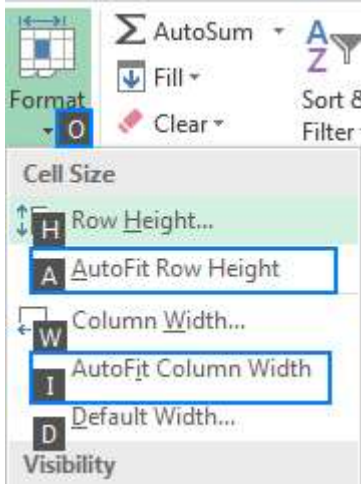 AutoSum
Fill
Format
Sort &
O
Clear
Filter
Cell Size
H Row Height...
A AutoFit Row Height
W Column Width...
I AutoFit Column Width
D Default Width...
Visibility